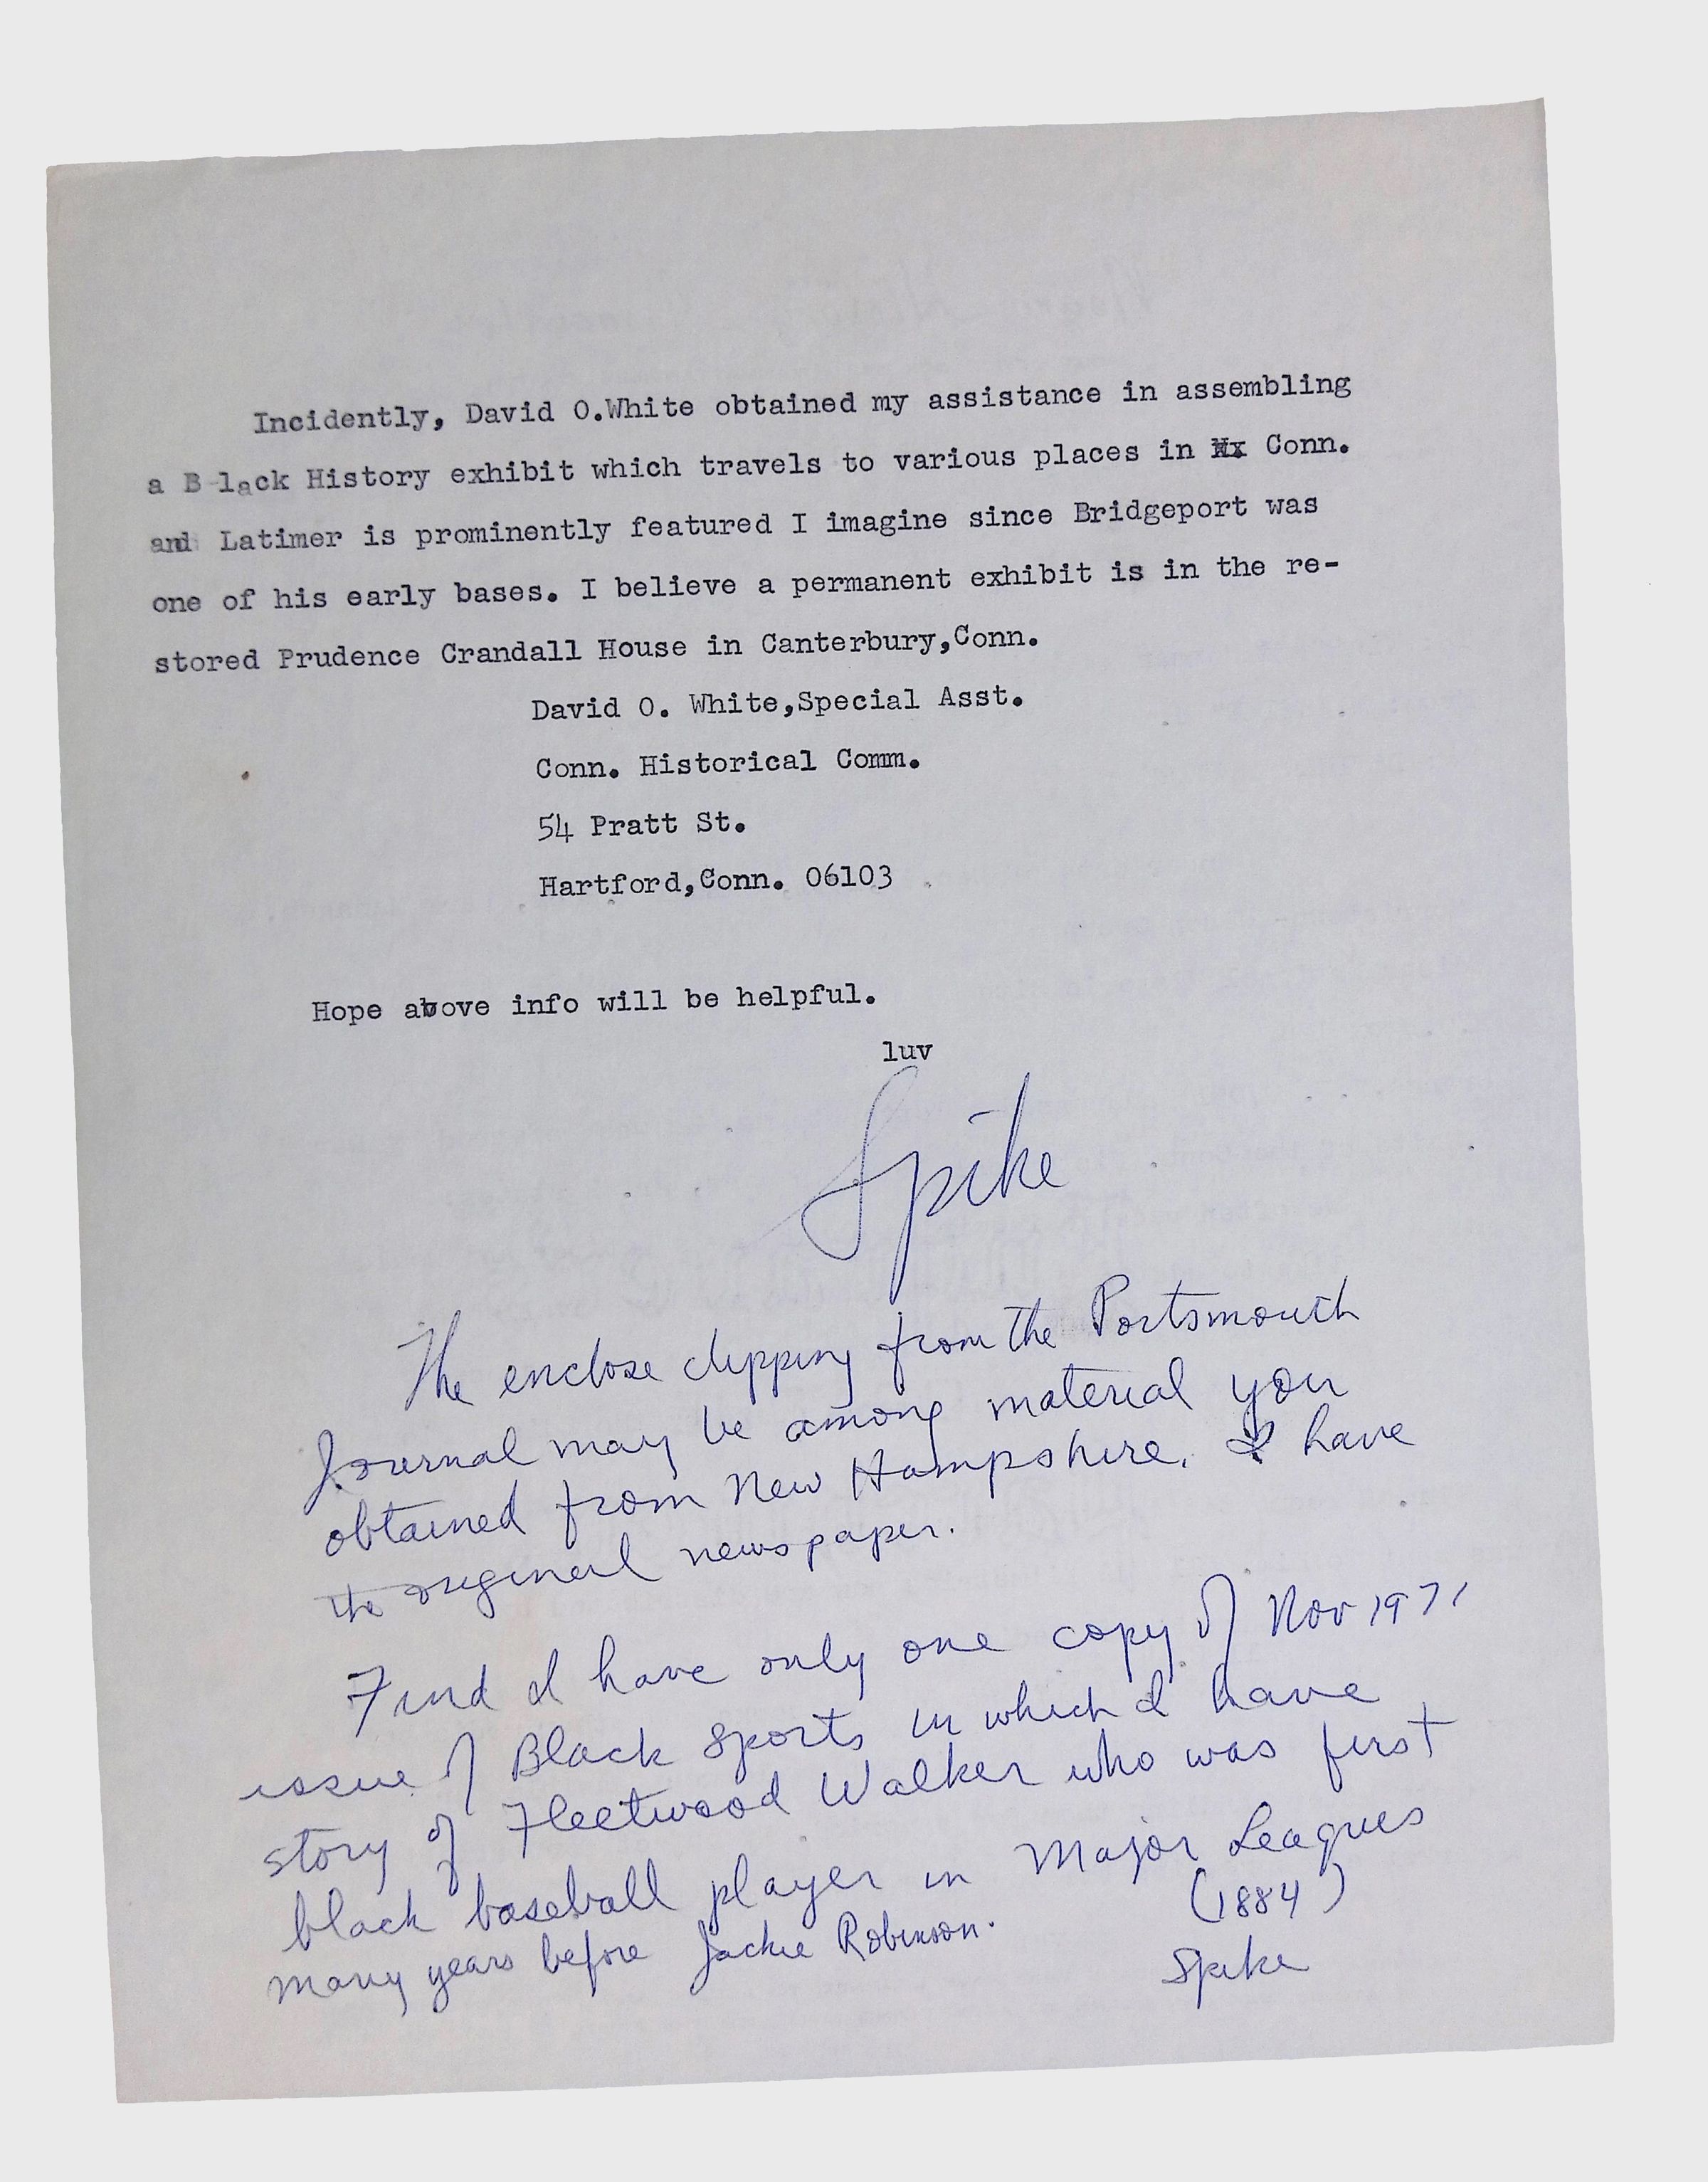 Incidently, David O.White obtained my assistance in assembling
a B lack History exhibit which travels to various places in Conn.
and Latimer is prominently featured I imagine since Bridgeport was
one of his early bases. I believe a permanent exhibit is in the re-
stored Prudence Crandall House in Canterbury,Conn.
David O. White,Special Asst.
Conn. Historical Comm.
54 Pratt St.
Hartford,Conn. 06103
Hope above info will be helpful.
luv
Spike
The enclose clipping from the Portsmouth
Journal may be among material you
obtained from New Hampshire. I have
the original newspaper.
Find I have only one copy of Nov 1971
issue of Black Sports in which I have
story of Fleetwood Walker who was first
black baseball player in Major Leagues
(1884)
many years before Jackie Robinson.
Spike